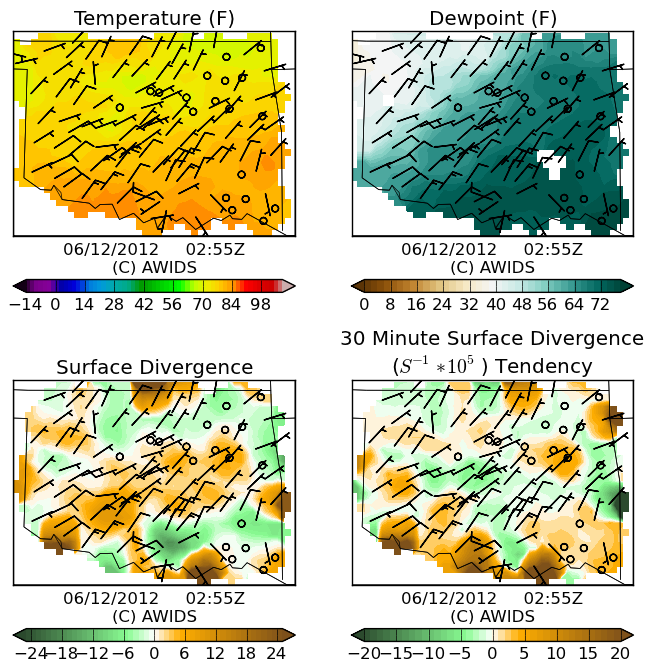 Temperature (F)
Dewpoint (F)
06/12/2012 02:55Z
(C) AWIDS
06/12/2012 02:55Z
(C) AWIDS
−14 0 14 28 42 56 70 84 98
0 8 16 24 32 40 48 56 64 72
Surface Divergence
30 Minute Surface Divergence
(S⁻¹ *10⁵ ) Tendency
06/12/2012 02:55Z
(C) AWIDS
06/12/2012 02:55Z
(C) AWIDS
−24 −18 −12 −6 0 6 12 18 24
−20 −15 −10 −5 0 5 10 15 20